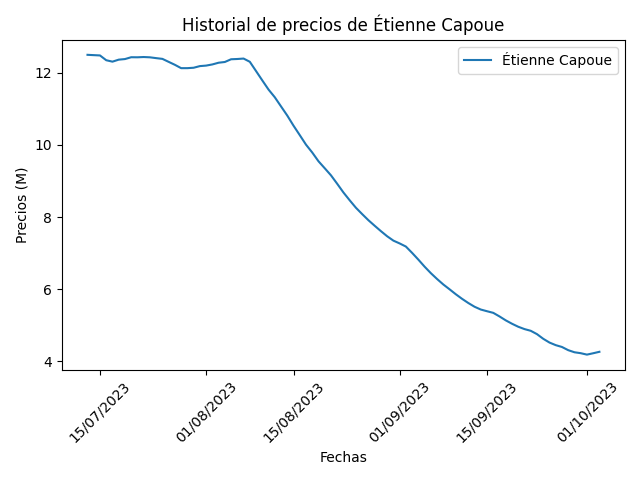 Historial de precios de Étienne Capoue
Étienne Capoue
Precios (M)
12
10
8
6
4
15/07/2023
01/08/2023
15/08/2023
01/09/2023
15/09/2023
01/10/2023
Fechas